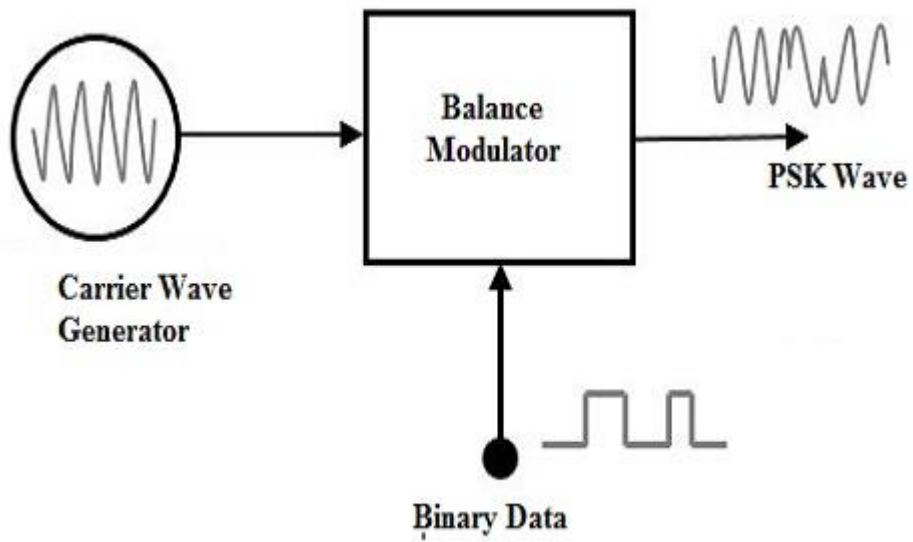 Balance
Modulator
PSK Wave
Carrier Wave
Generator
Binary Data